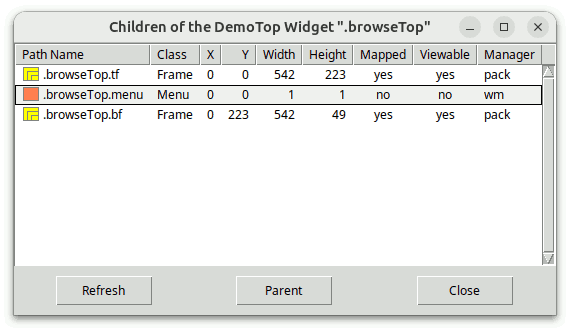 Children of the DemoTop Widget ".browseTop"
Path Name Class X Y Width Height Mapped Viewable Manager
.browseTop.tf Frame 0 0 542 223 yes yes pack
.browseTop.menu Menu 0 0 1 1 no no wm
.browseTop.bf Frame 0 223 542 49 yes yes pack
Refresh Parent Close